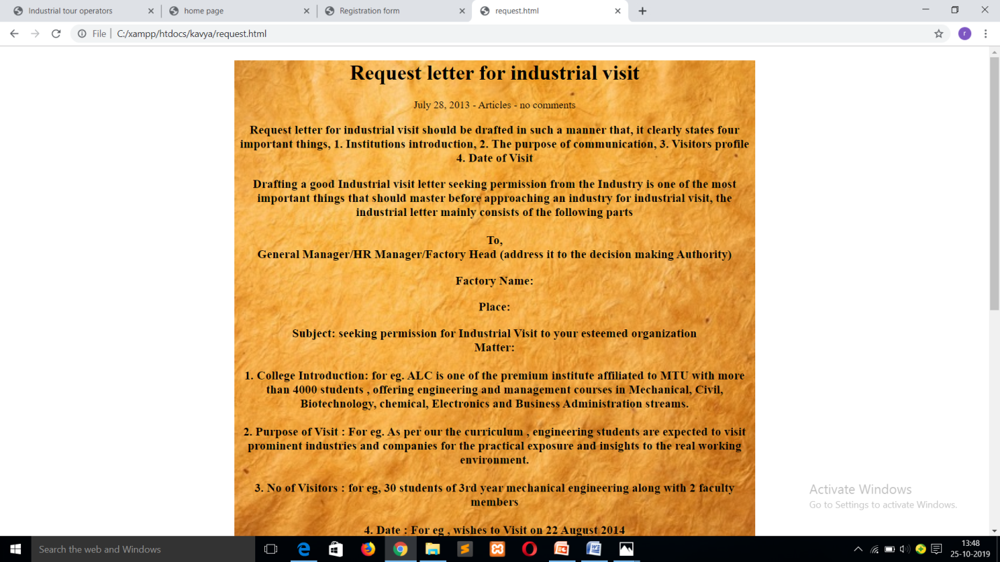 Industrial tour operators
home page
Registration form
request.html
File
C:/xampp/htdocs/kavya/request.html
r
Request letter for industrial visit
July 28, 2013 - Articles - no comments
Request letter for industrial visit should be drafted in such a manner that, it clearly states four
important things, 1. Institutions introduction, 2. The purpose of communication, 3. Visitors profile
4. Date of Visit
Drafting a good Industrial visit letter seeking permission from the Industry is one of the most
important things that should master before approaching an industry for industrial visit, the
industrial letter mainly consists of the following parts
To,
General Manager/HR Manager/Factory Head (address it to the decision making Authority)
Factory Name:
Place:
Subject: seeking permission for Industrial Visit to your esteemed organization
Matter:
1. College Introduction: for eg. ALC is one of the premium institute affiliated to MTU with more
than 4000 students , offering engineering and management courses in Mechanical, Civil,
Biotechnology, chemical, Electronics and Business Administration streams.
2. Purpose of Visit : For eg. As per our the curriculum , engineering students are expected to visit
prominent industries and companies for the practical exposure and insights to the real working
environment.
3. No of Visitors : for eg, 30 students of 3rd year mechanical engineering along with 2 faculty
members
4. Date : For eg , wishes to Visit on 22 August 2014
Activate Windows
Go to Settings to activate Windows.
Search the web and Windows
13:48
25-10-2019